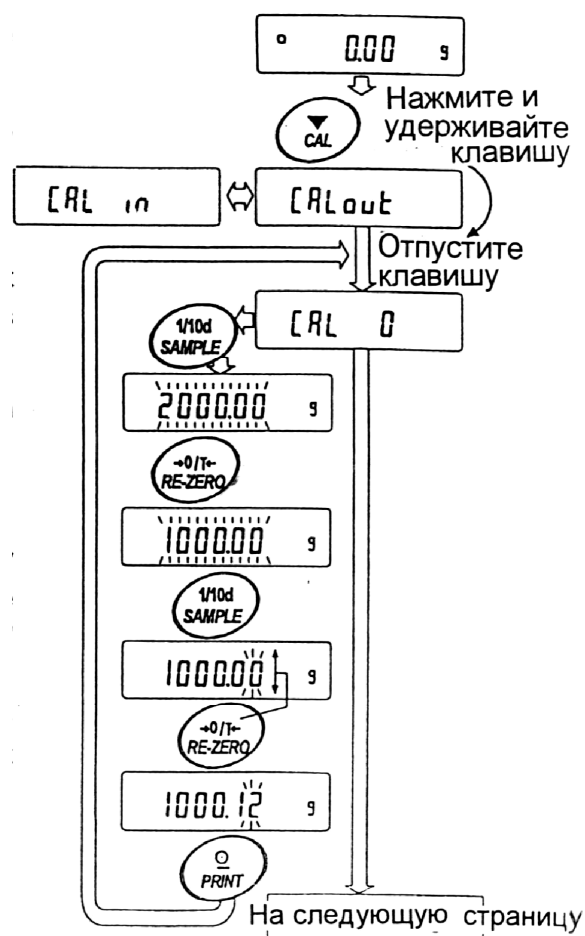 0.00 g
CAL
Нажмите и
удерживайте
клавишу
CAL in
CALout
Отпустите
клавишу
CAL 0
1/10d
SAMPLE
2000.00 g
→0/T←
RE-ZERO
1000.00 g
1/10d
SAMPLE
1000.00 g
→0/T←
RE-ZERO
1000.12 g
PRINT
На следующую страницу